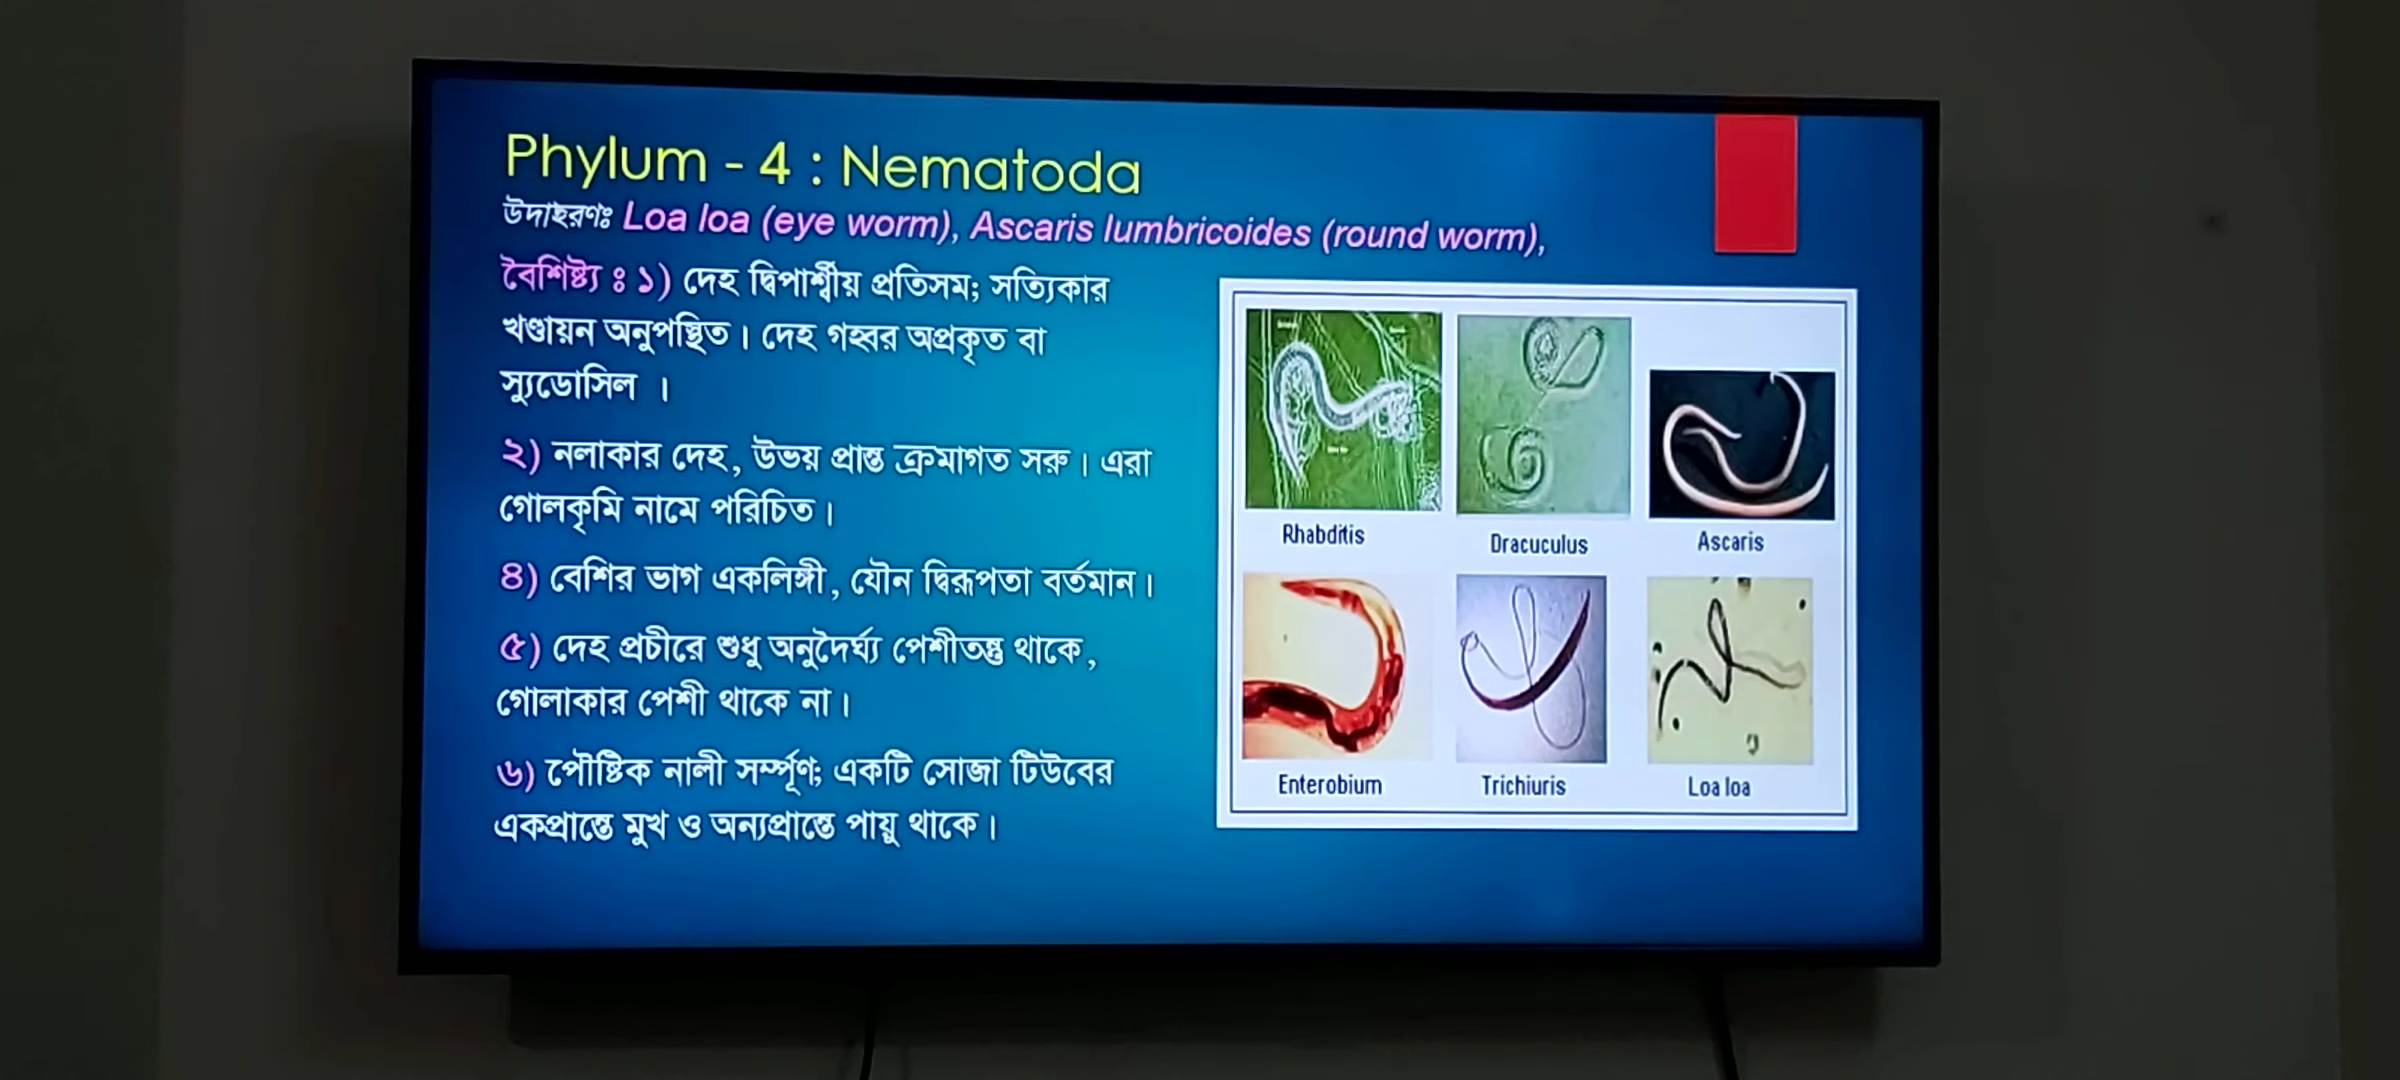 Phylum - 4 : Nematoda
উদাহরণঃ Loa loa (eye worm), Ascaris lumbricoides (round worm),
বৈশিষ্ট্য ঃ ১) দেহ দ্বিপার্শ্বীয় প্রতিসম; সত্যিকার
খণ্ডায়ন অনুপস্থিত। দেহ গহ্বর অপ্রকৃত বা
স্যুডোসিল ।
২) নলাকার দেহ, উভয় প্রান্ত ক্রমাগত সরু। এরা
গোলকৃমি নামে পরিচিত।
৪) বেশির ভাগ একলিঙ্গী, যৌন দ্বিরূপতা বর্তমান।
৫) দেহ প্রচীরে শুধু অনুদৈর্ঘ্য পেশীতন্তু থাকে,
গোলাকার পেশী থাকে না।
৬) পৌষ্টিক নালী সর্ম্পূণ; একটি সোজা টিউবের
একপ্রান্তে মুখ ও অন্যপ্রান্তে পায়ু থাকে।
Rhabditis
Dracuculus
Ascaris
Enterobium
Trichiuris
Loa loa